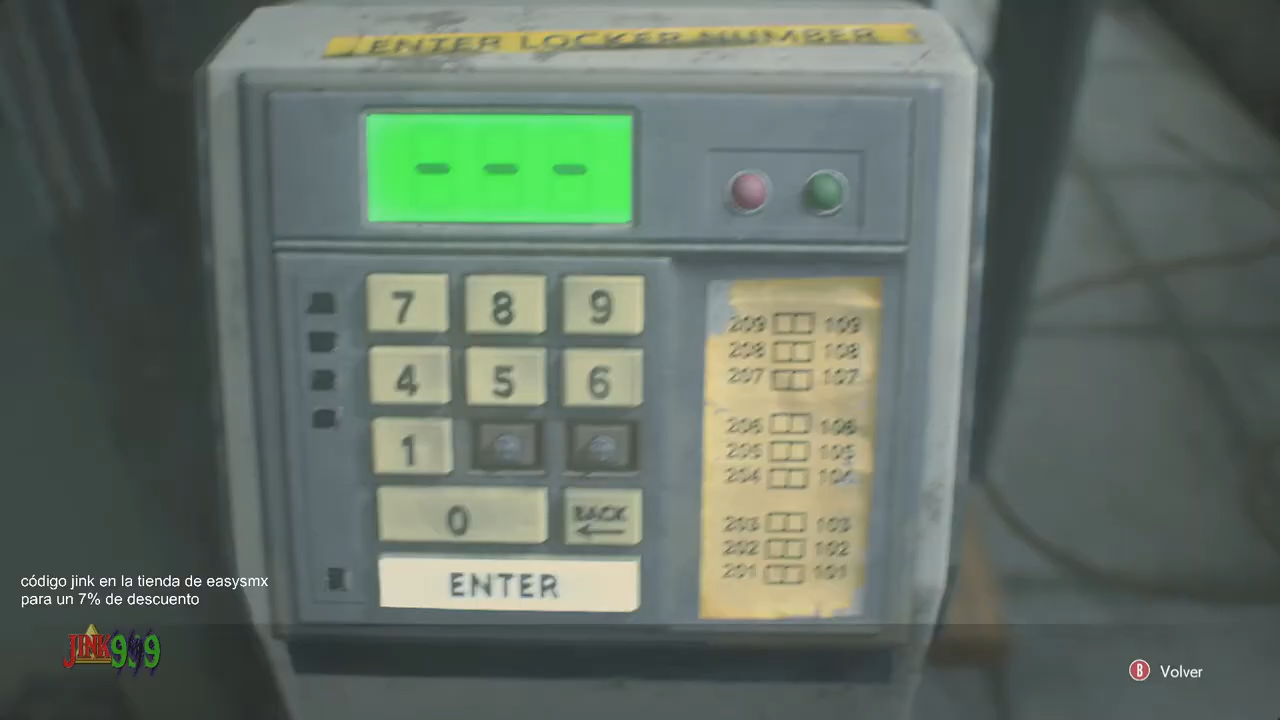 ENTER LOCKER NUMBER
7 8 9
4 5 6
1
0 BACK
ENTER
209 109
208 108
207 107
206 106
205 105
204 104
203 103
202 102
201 101
código jink en la tienda de easysmx
para un 7% de descuento
JINK999
B Volver